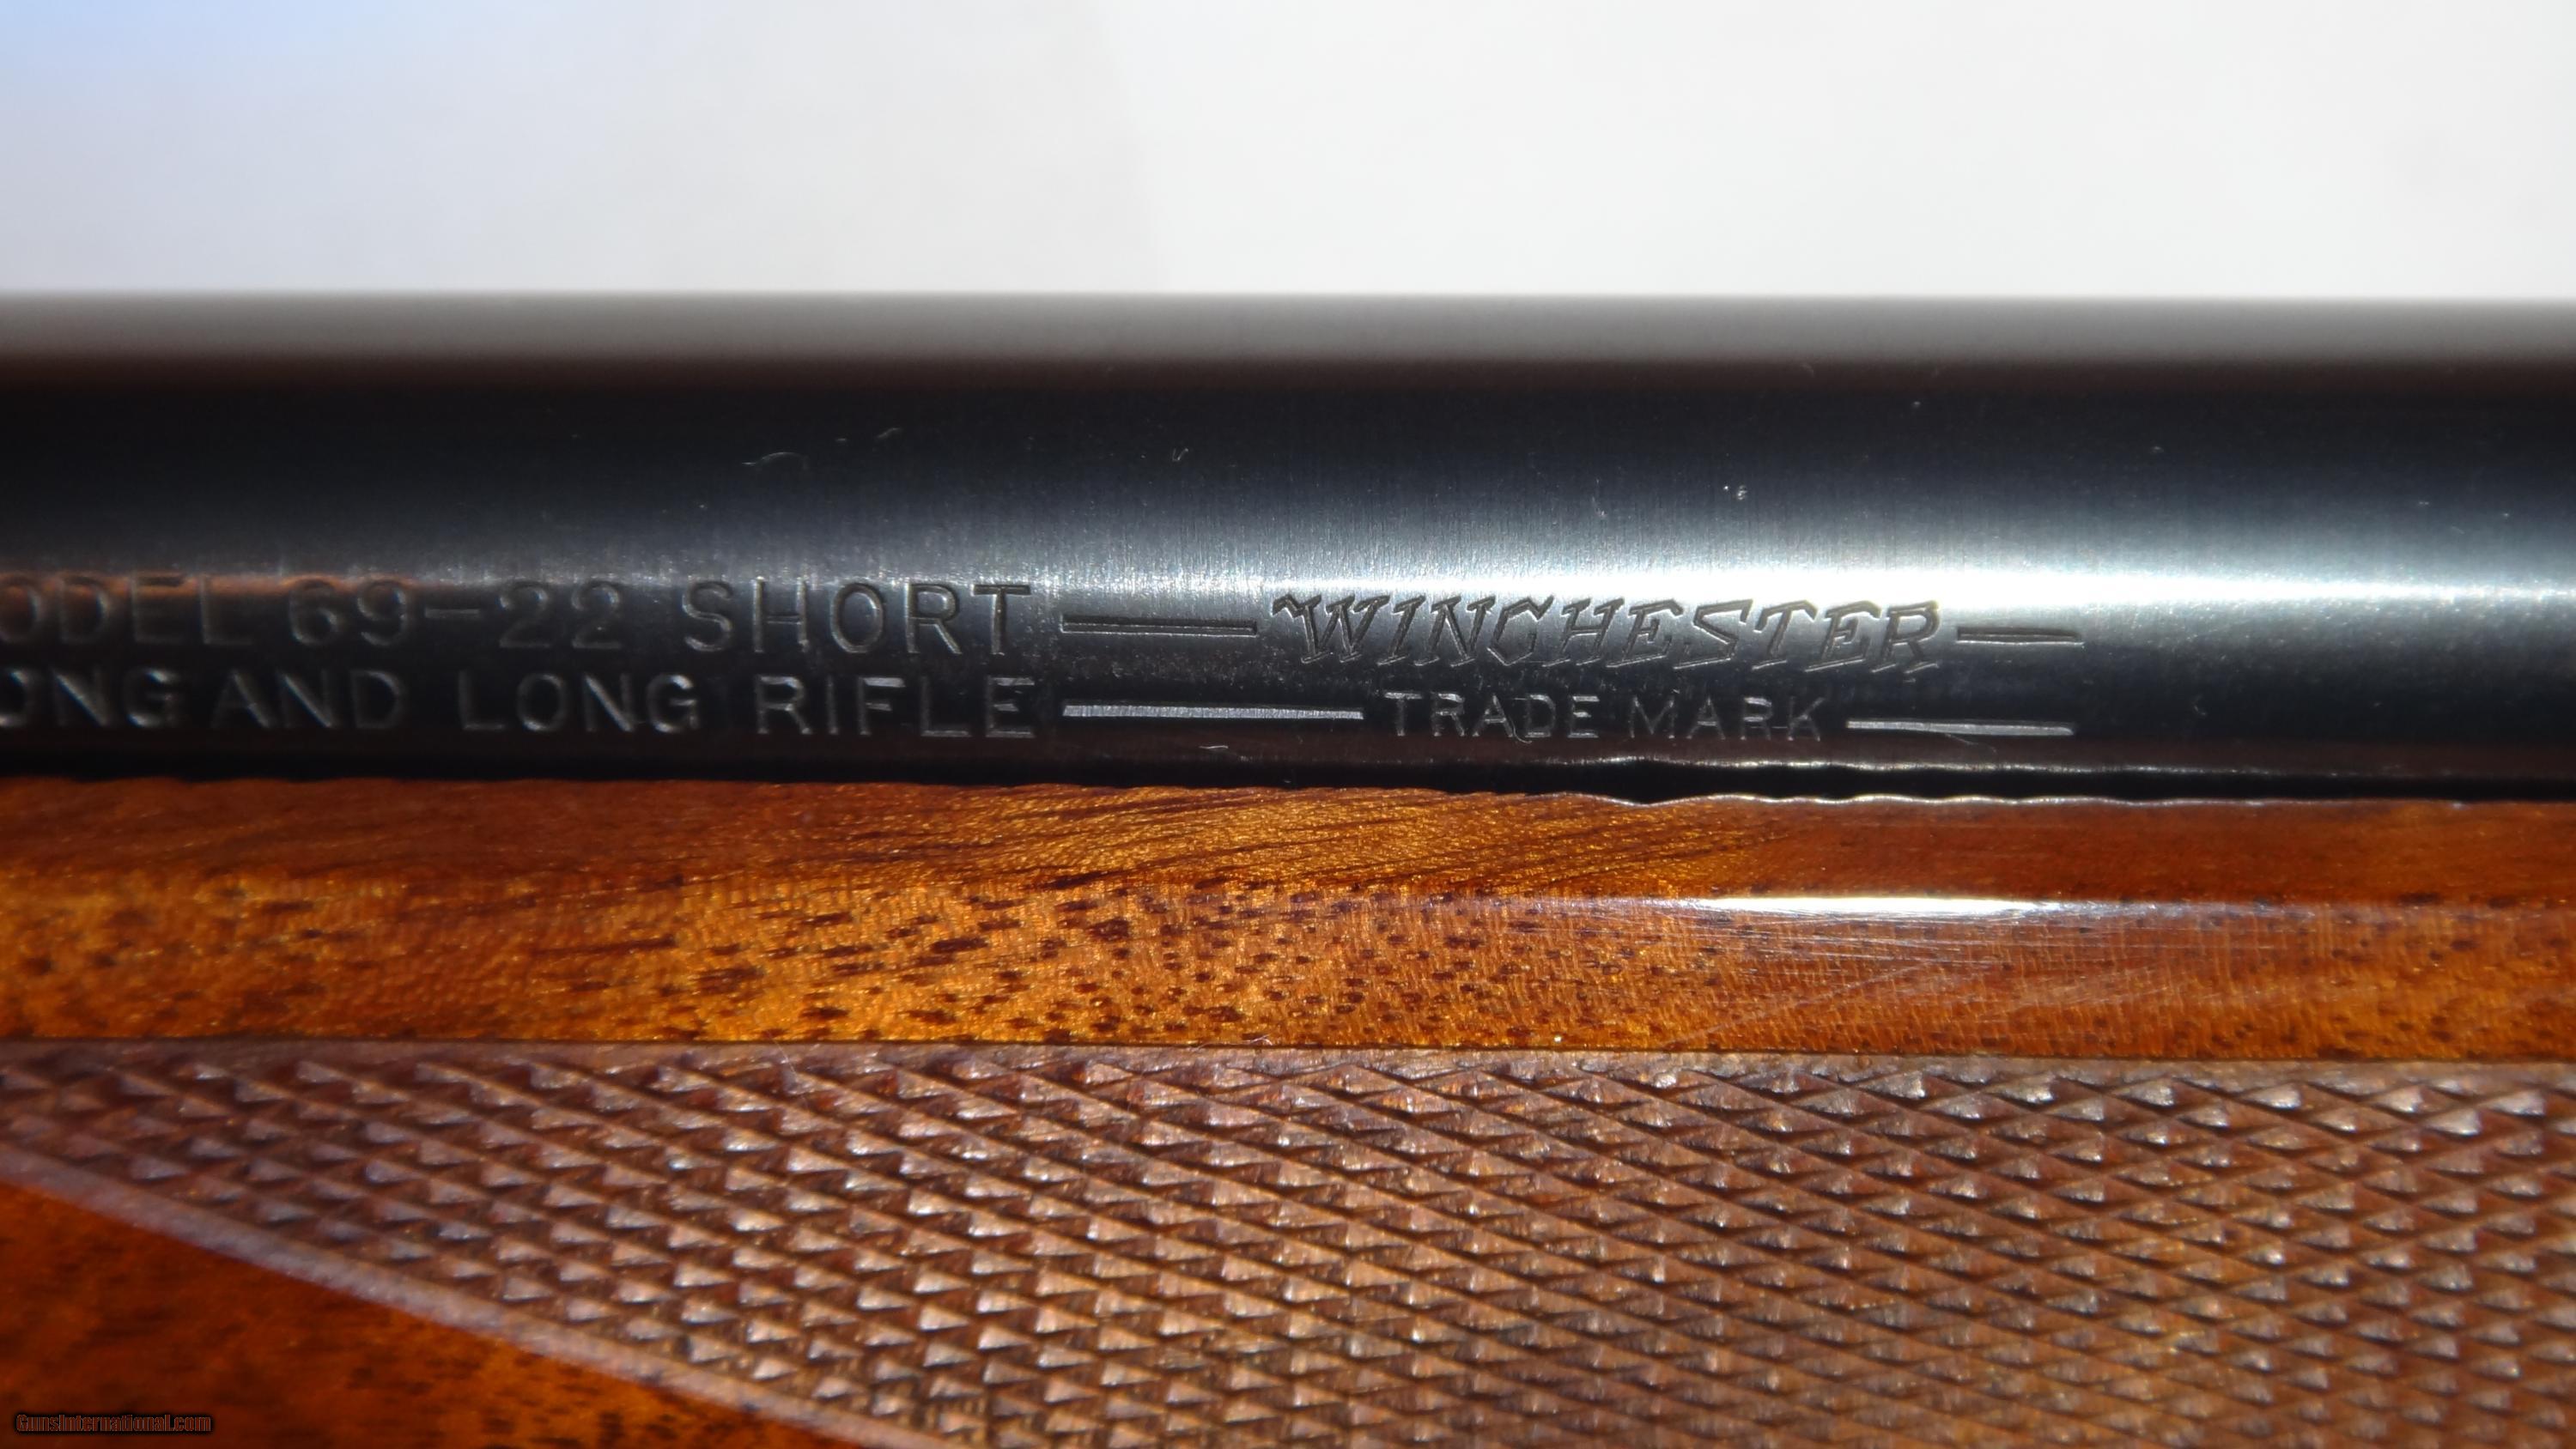 ODEL 69-22 SHORT — WINCHESTER —
ONG AND LONG RIFLE — TRADE MARK —
GunsInternational.com